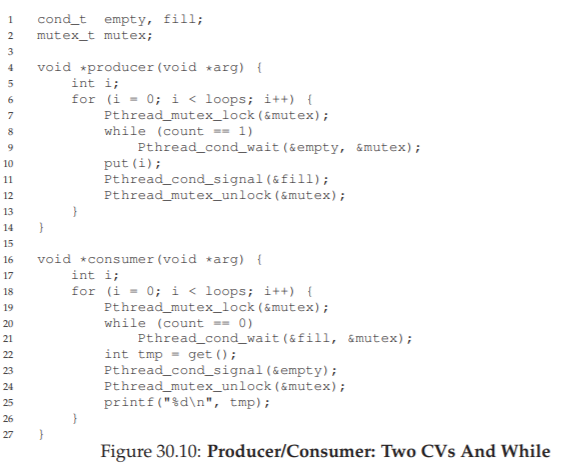 1 cond_t empty, fill;
2 mutex_t mutex;
3
4 void *producer(void *arg) {
5 int i;
6 for (i = 0; i < loops; i++) {
7 Pthread_mutex_lock(&mutex);
8 while (count == 1)
9 Pthread_cond_wait(&empty, &mutex);
10 put(i);
11 Pthread_cond_signal(&fill);
12 Pthread_mutex_unlock(&mutex);
13 }
14 }
15
16 void *consumer(void *arg) {
17 int i;
18 for (i = 0; i < loops; i++) {
19 Pthread_mutex_lock(&mutex);
20 while (count == 0)
21 Pthread_cond_wait(&fill, &mutex);
22 int tmp = get();
23 Pthread_cond_signal(&empty);
24 Pthread_mutex_unlock(&mutex);
25 printf("%d\n", tmp);
26 }
27 }
Figure 30.10: Producer/Consumer: Two CVs And While